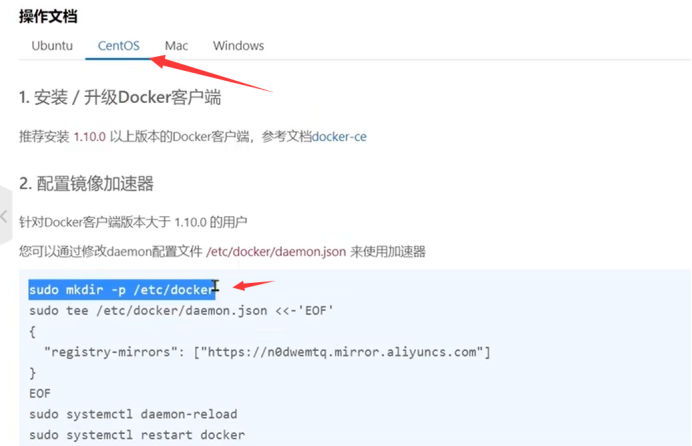 操作文档
Ubuntu CentOS Mac Windows
1. 安装 / 升级Docker客户端
推荐安装 1.10.0 以上版本的Docker客户端，参考文档docker-ce
2. 配置镜像加速器
针对Docker客户端版本大于 1.10.0 的用户
您可以通过修改daemon配置文件 /etc/docker/daemon.json 来使用加速器
sudo mkdir -p /etc/docker
sudo tee /etc/docker/daemon.json <<-'EOF'
{
  "registry-mirrors": ["https://n0dwemtq.mirror.aliyuncs.com"]
}
EOF
sudo systemctl daemon-reload
sudo systemctl restart docker